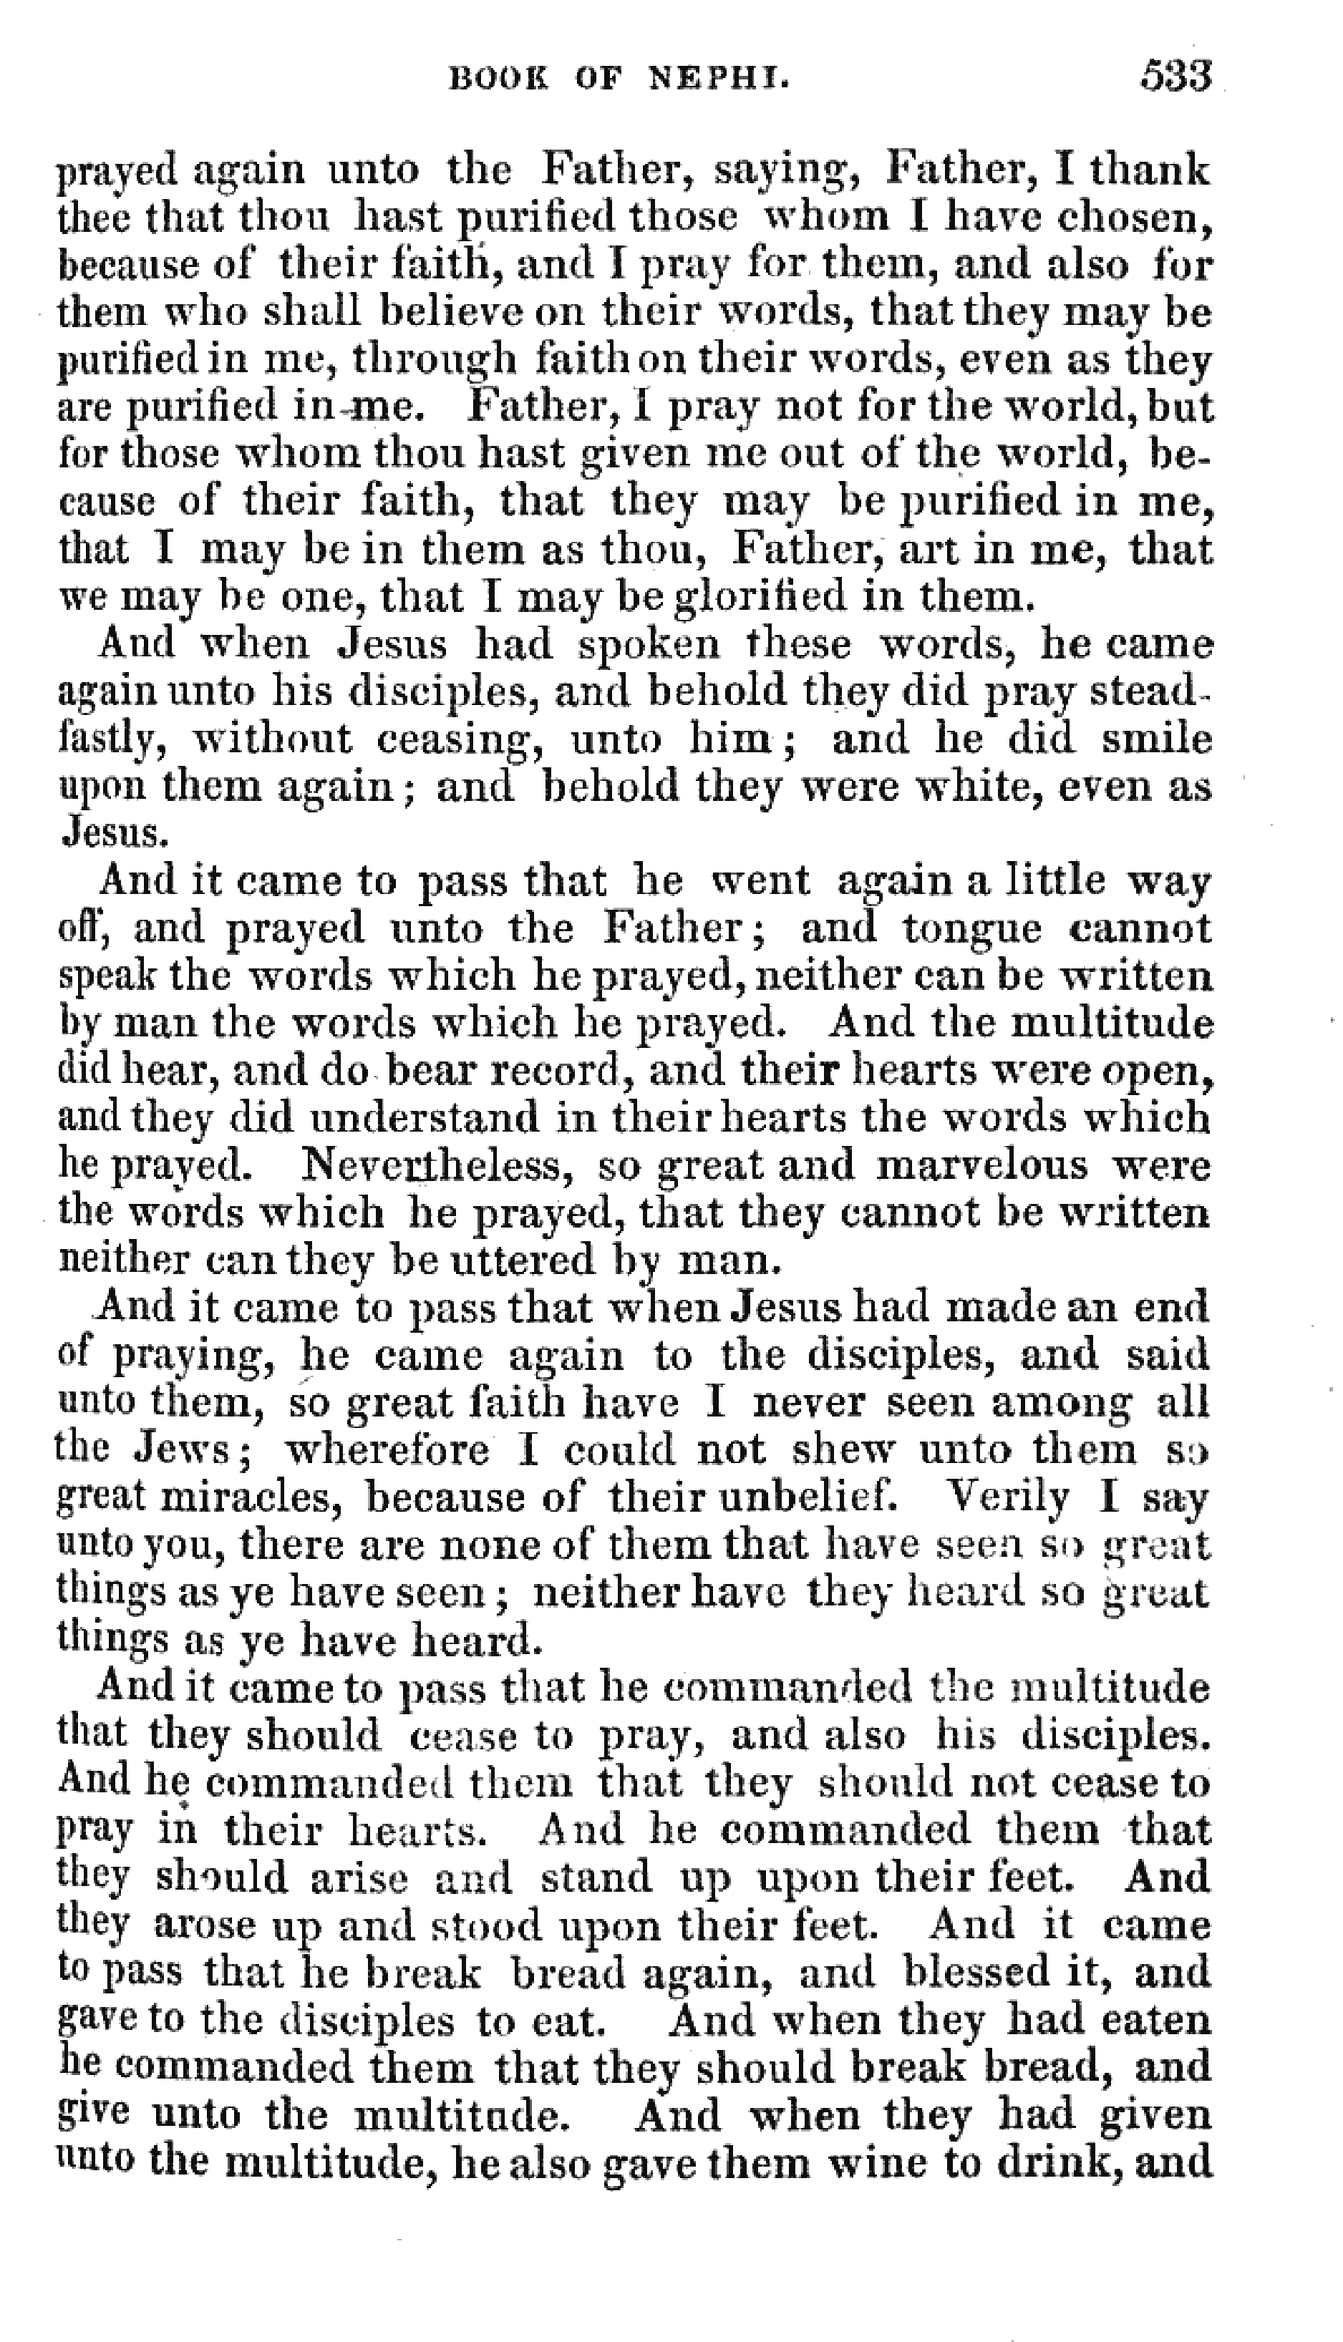 BOOK OF NEPHI. 533
prayed again unto the Father, saying, Father, I thank
thee that thou hast purified those whom I have chosen,
because of their faith, and I pray for them, and also for
them who shall believe on their words, that they may be
purified in me, through faith on their words, even as they
are purified in me. Father, I pray not for the world, but
for those whom thou hast given me out of the world, be-
cause of their faith, that they may be purified in me,
that I may be in them as thou, Father, art in me, that
we may be one, that I may be glorified in them.
And when Jesus had spoken these words, he came
again unto his disciples, and behold they did pray stead-
fastly, without ceasing, unto him; and he did smile
upon them again; and behold they were white, even as
Jesus.
And it came to pass that he went again a little way
off, and prayed unto the Father; and tongue cannot
speak the words which he prayed, neither can be written
by man the words which he prayed. And the multitude
did hear, and do bear record, and their hearts were open,
and they did understand in their hearts the words which
he prayed. Nevertheless, so great and marvelous were
the words which he prayed, that they cannot be written
neither can they be uttered by man.
And it came to pass that when Jesus had made an end
of praying, he came again to the disciples, and said
unto them, so great faith have I never seen among all
the Jews; wherefore I could not shew unto them so
great miracles, because of their unbelief. Verily I say
unto you, there are none of them that have seen so great
things as ye have seen; neither have they heard so great
things as ye have heard.
And it came to pass that he commanded the multitude
that they should cease to pray, and also his disciples.
And he commanded them that they should not cease to
pray in their hearts. And he commanded them that
they should arise and stand up upon their feet. And
they arose up and stood upon their feet. And it came
to pass that he break bread again, and blessed it, and
gave to the disciples to eat. And when they had eaten
he commanded them that they should break bread, and
give unto the multitude. And when they had given
unto the multitude, he also gave them wine to drink, and